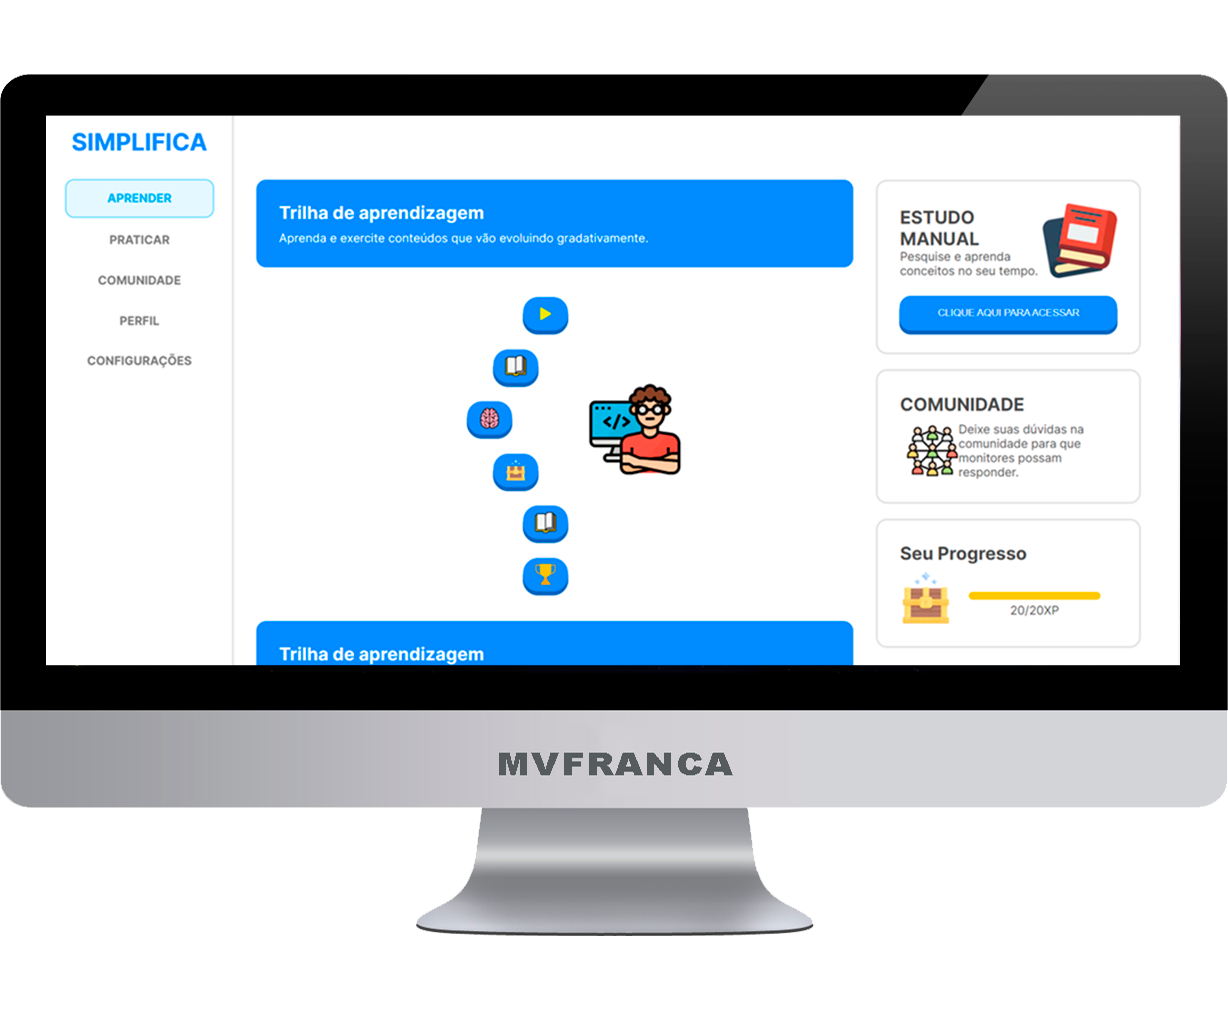 SIMPLIFICA
APRENDER
PRATICAR
COMUNIDADE
PERFIL
CONFIGURAÇÕES
Trilha de aprendizagem
Aprenda e exercite conteúdos que vão evoluindo gradativamente.
</>
Trilha de aprendizagem
ESTUDO
MANUAL
Pesquise e aprenda
conceitos no seu tempo.
CLIQUE AQUI PARA ACESSAR
COMUNIDADE
Deixe suas dúvidas na
comunidade para que
monitores possam
responder.
Seu Progresso
20/20XP
MVFRANCA